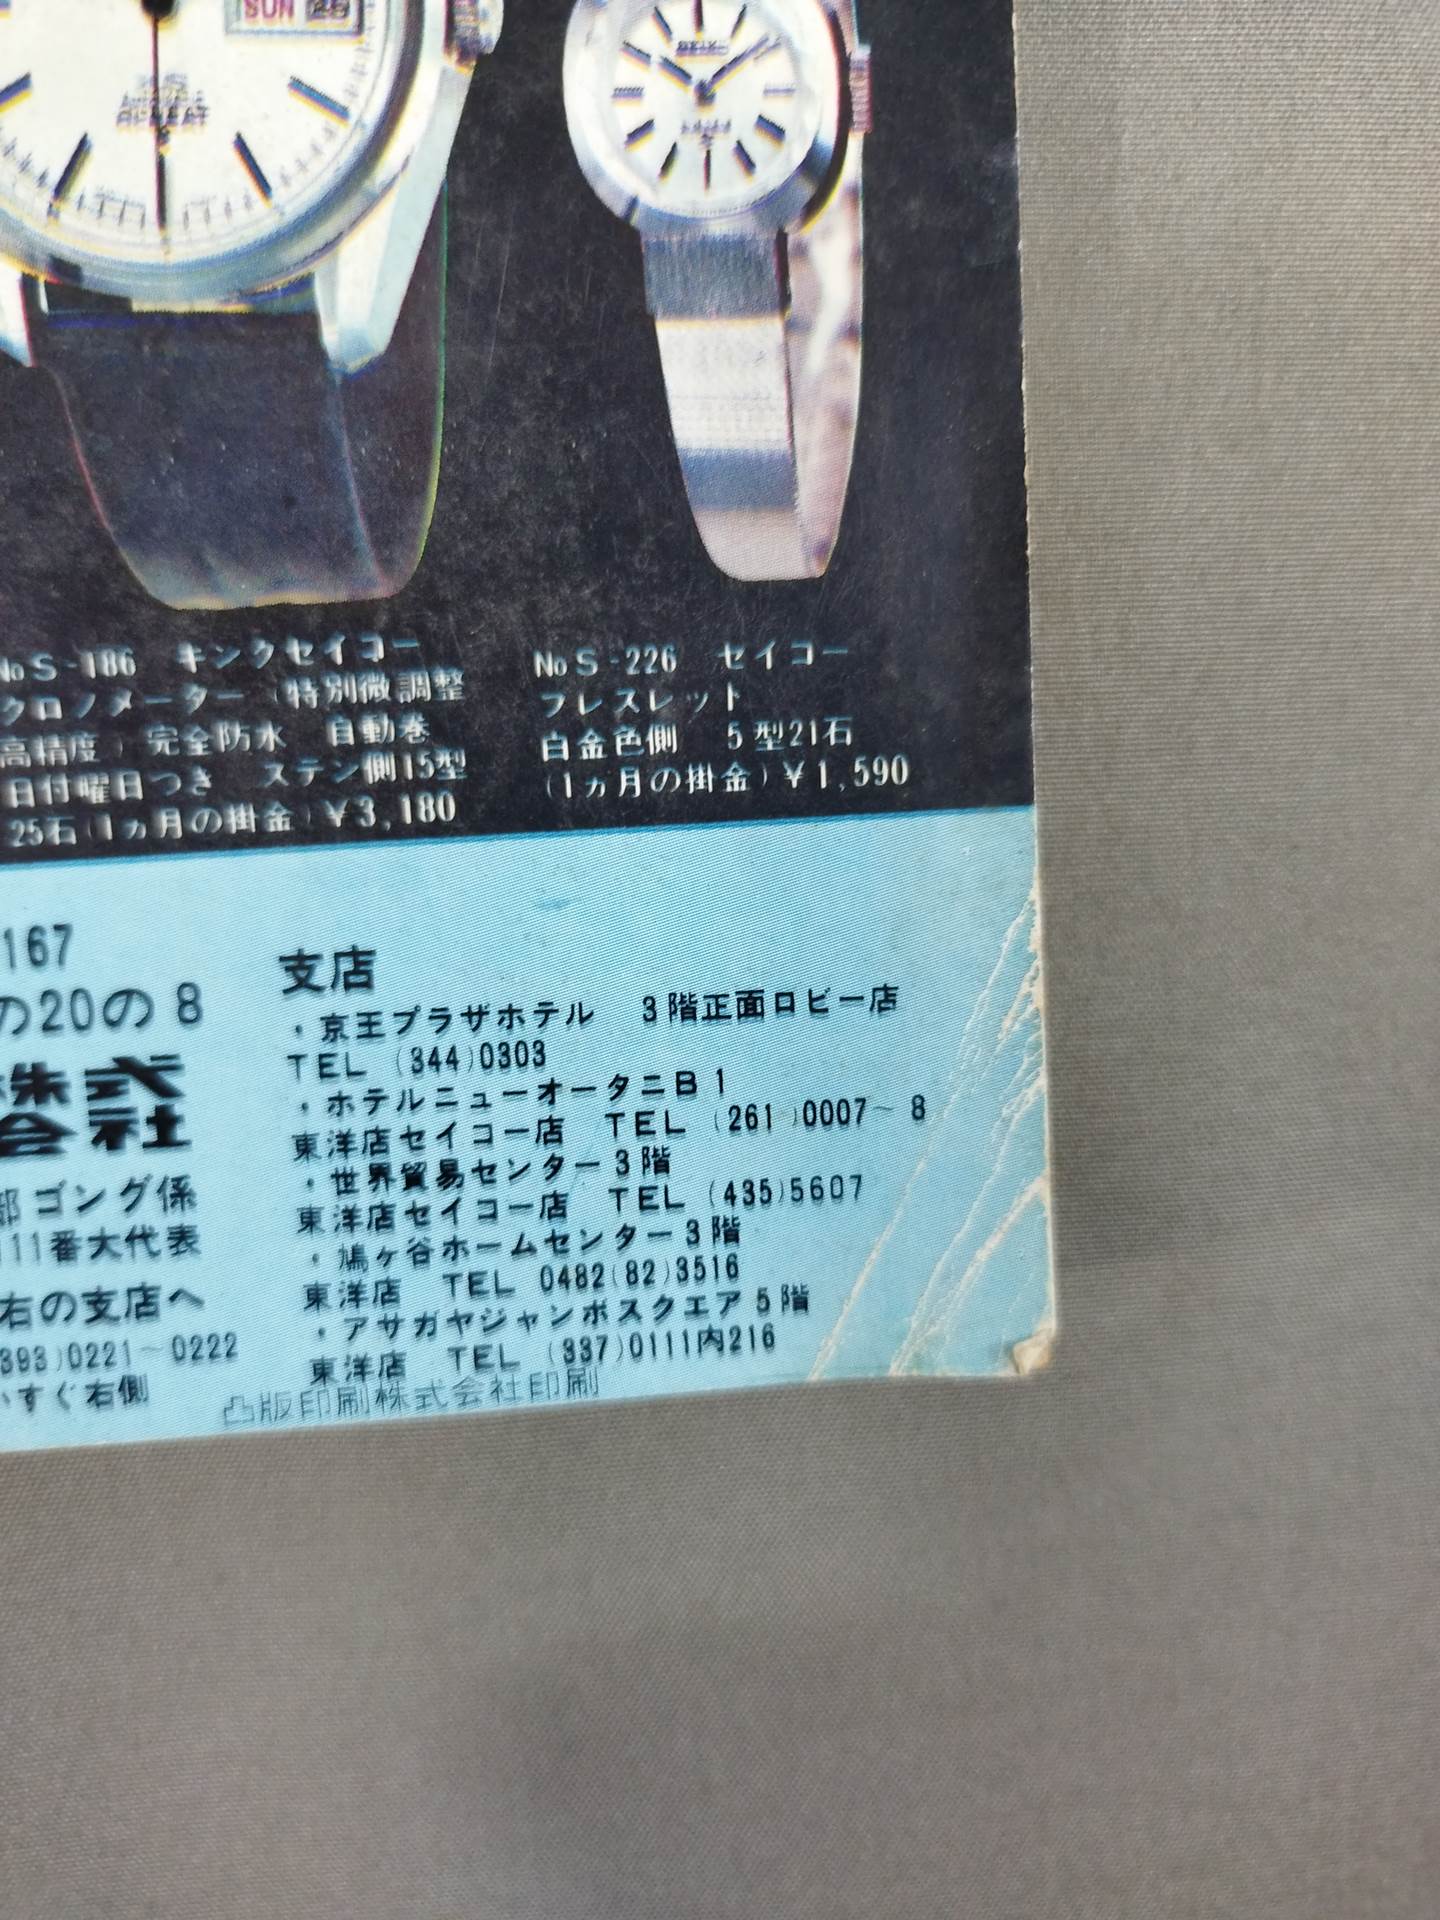 SUN 25
HI-BEAT
SEIKO
No S-186 キングセイコー
クロノメーター (特別微調整
高精度) 完全防水 自動巻
日付曜日つき ステン側15型
25石(1ヵ月の掛金)￥3,180
No S-226 セイコー
ブレスレット
白金色側 5型21石
(1ヵ月の掛金)￥1,590
167
の20の8
株式
会社
部ゴング係
111番大代表
右の支店へ
393)0221~0222
すぐ右側
支店
・京王プラザホテル 3階正面ロビー店
TEL (344)0303
・ホテルニューオータニB1
東洋店セイコー店 TEL (261)0007~8
・世界貿易センター3階
東洋店セイコー店 TEL (435)5607
・鳩ヶ谷ホームセンター3階
東洋店 TEL 0482(82)3516
・アサガヤジャンボスクエア5階
東洋店 TEL (337)0111内216
凸版印刷株式会社印刷